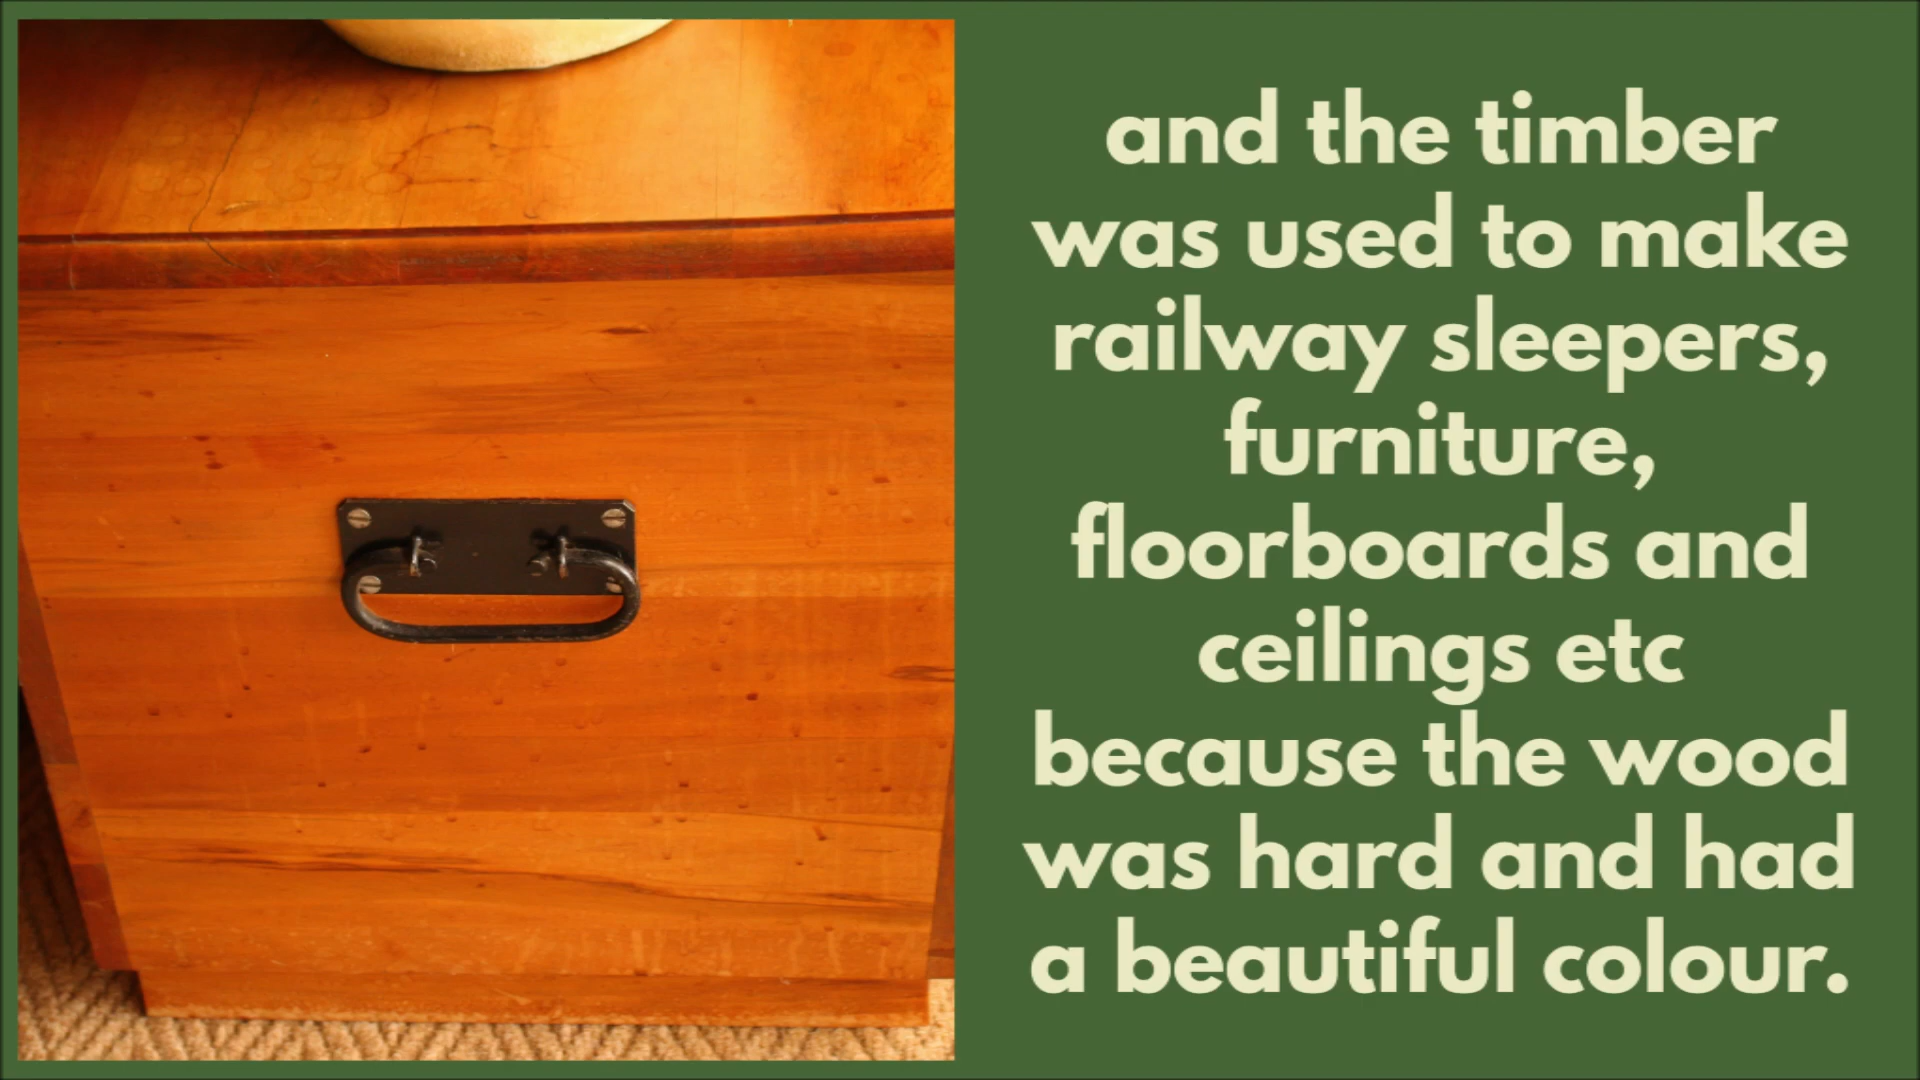 and the timber
was used to make
railway sleepers,
furniture,
floorboards and
ceilings etc
because the wood
was hard and had
a beautiful colour.